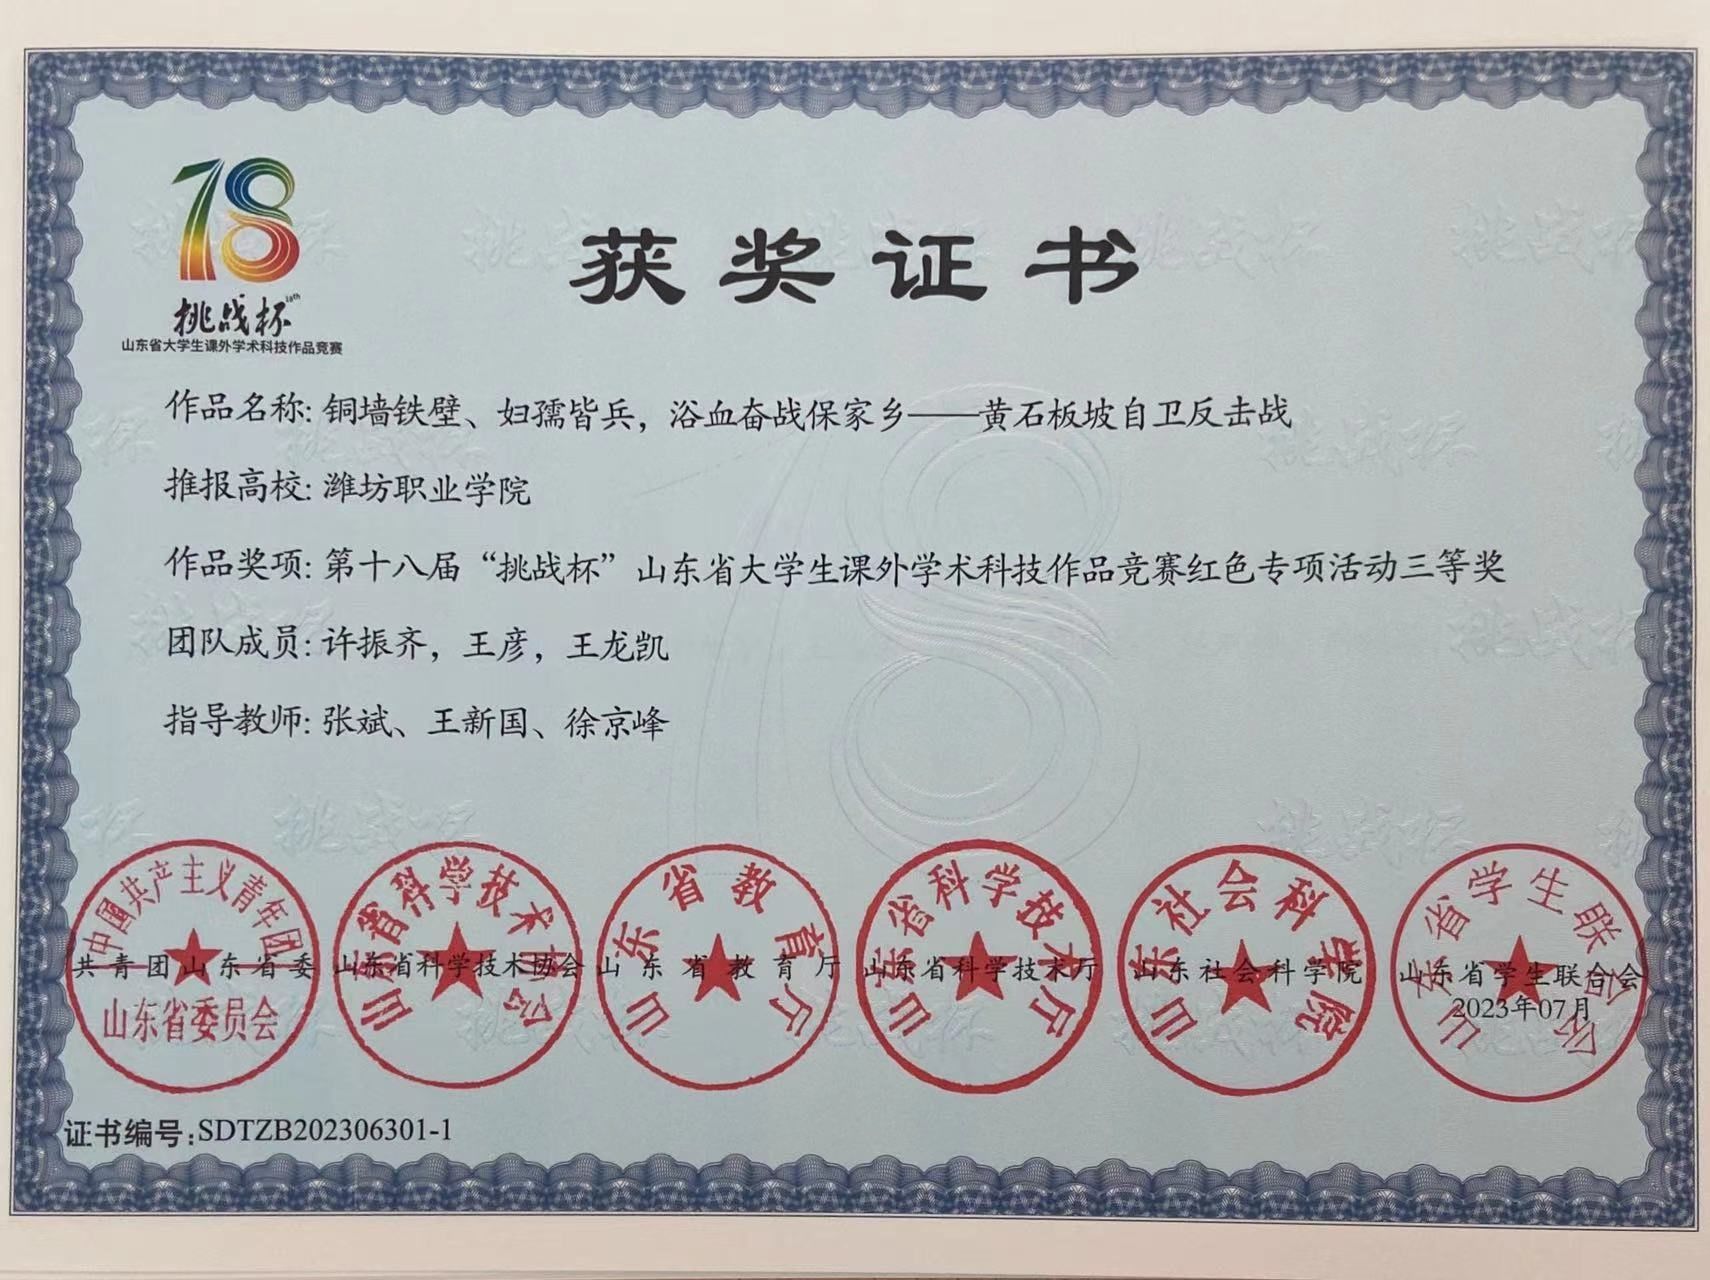 18
挑战杯
18th
山东省大学生课外学术科技作品竞赛
获奖证书
作品名称: 铜墙铁壁、妇孺皆兵，浴血奋战保家乡——黄石板坡自卫反击战
推报高校: 潍坊职业学院
作品奖项: 第十八届“挑战杯”山东省大学生课外学术科技作品竞赛红色专项活动三等奖
团队成员: 许振齐，王彦，王龙凯
指导教师: 张斌、王新国、徐京峰
中國共产主义青年团
山东省委员会
共青团山东省委
山东省科学技术协会
山东省科学技术协会
山东省教育厅
山东省教育厅
山东省科学技术厅
山东省科学技术厅
山东社会科学院
山东社会科学院
山东省学生联合会
山东省学生联合会
2023年07月
证书编号: SDTZB202306301-1